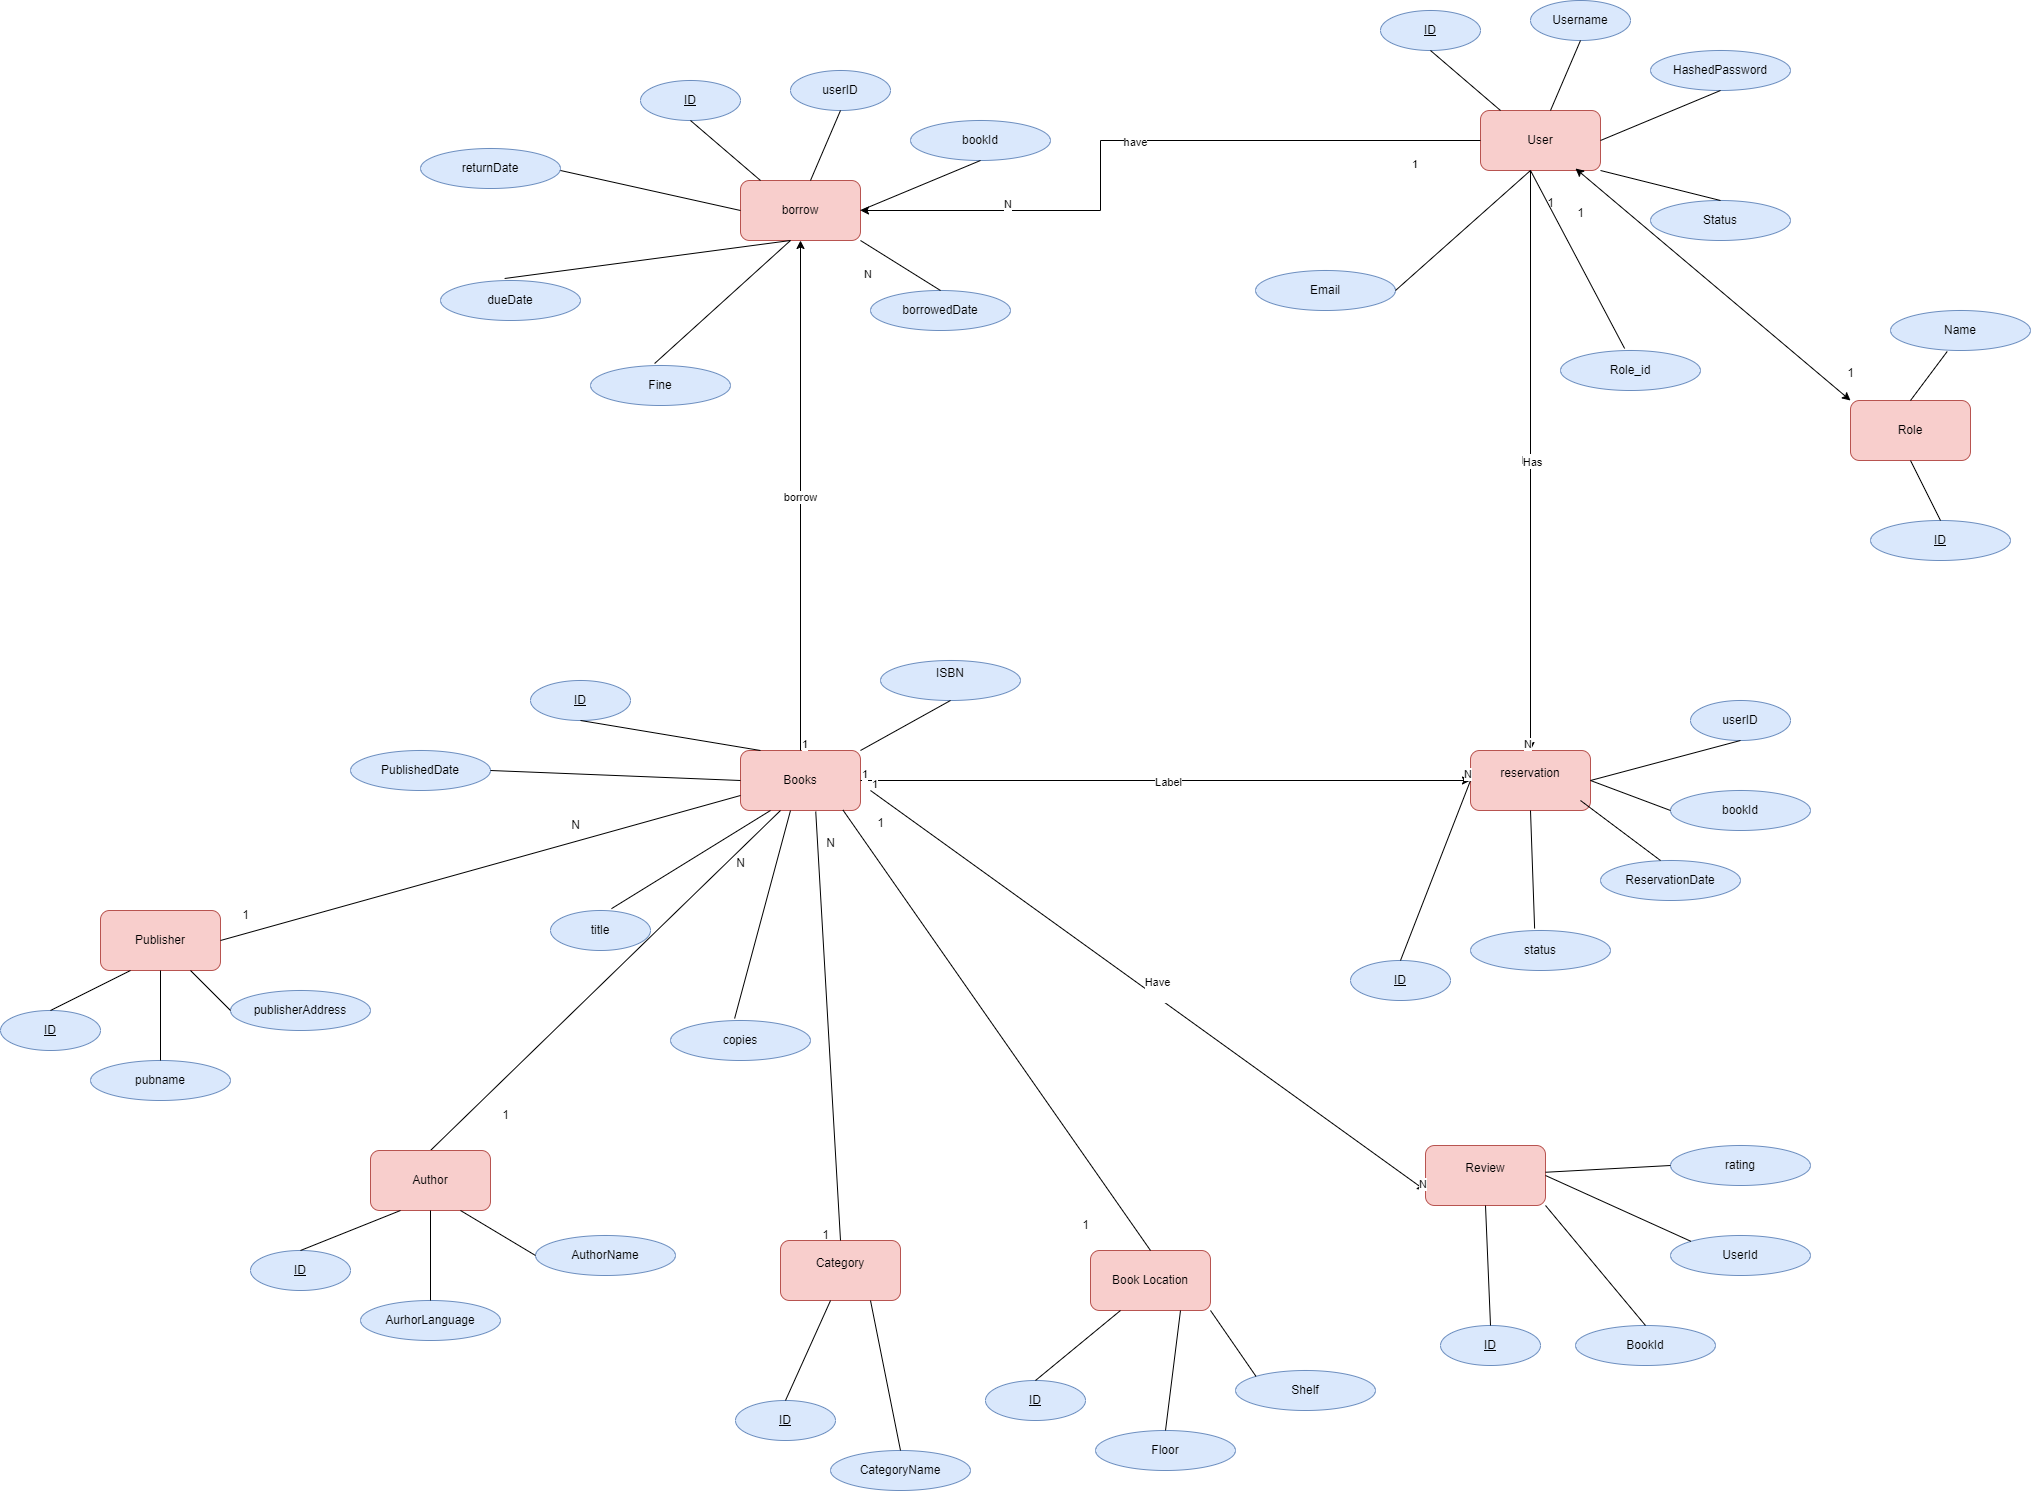 Username
ID
HashedPassword
userID
ID
bookId
User
have
1
returnDate
N
borrow
1
1
Status
N
dueDate
borrowedDate
Email
Name
1
Role_id
Fine
Role
Has
borrow
ID
ISBN
ID
userID
1
N
PublishedDate
Books
1
1
Label
N
reservation
bookId
N
1
N
N
ReservationDate
1
title
Publisher
status
ID
Have
publisherAddress
ID
copies
pubname
1
Author
Review
rating
N
1
1
AuthorName
UserId
Category
ID
Book Location
AurhorLanguage
ID
BookId
Shelf
ID
ID
Floor
CategoryName